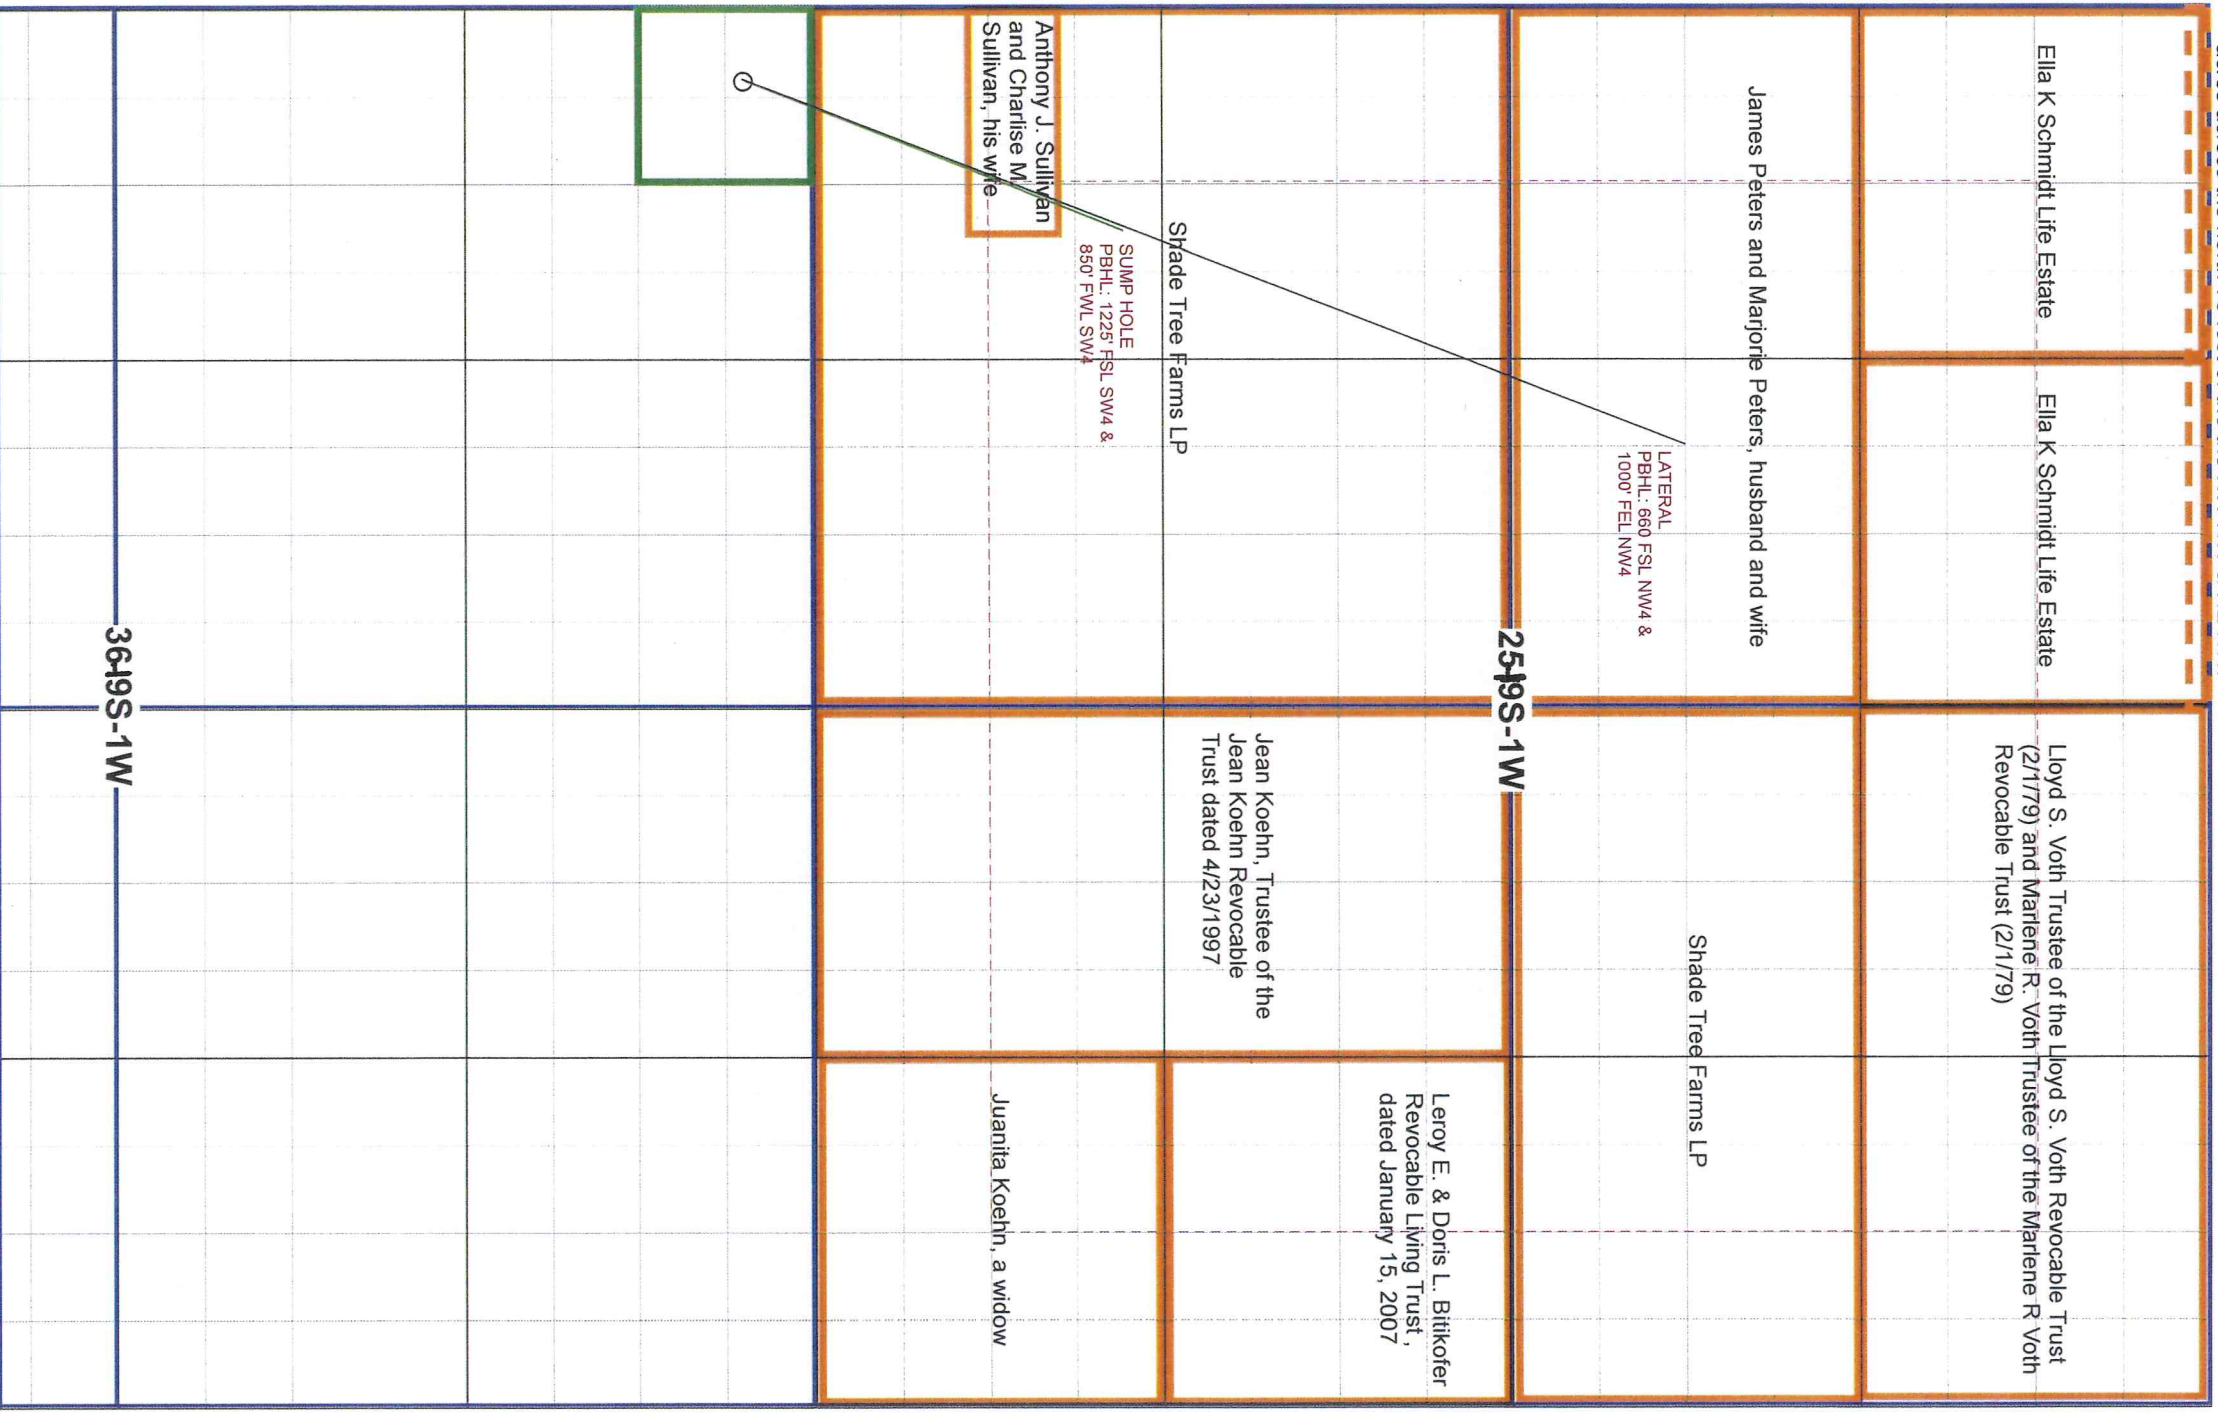 Ella K Schmidt Life Estate
Ella K Schmidt Life Estate
Lloyd S. Voth Trustee of the Lloyd S. Voth Revocable Trust
(2/1/79) and Marlene R. Voth Trustee of the Marlene R Voth
Revocable Trust (2/1/79)
James Peters and Marjorie Peters, husband and wife
LATERAL
PBHL: 660 FSL NW4 &
1000' FEL NW4
Shade Tree Farms LP
25-19S-1W
Leroy E. & Doris L. Bitikofer
Revocable Living Trust ,
dated January 15, 2007
Jean Koehn, Trustee of the
Jean Koehn Revocable
Trust dated 4/23/1997
Shade Tree Farms LP
SUMP HOLE
PBHL: 1225' FSL SW4 &
850' FWL SW4
Anthony J. Sullivan
and Charlise M.
Sullivan, his wife
Juanita Koehn, a widow
36-19S-1W